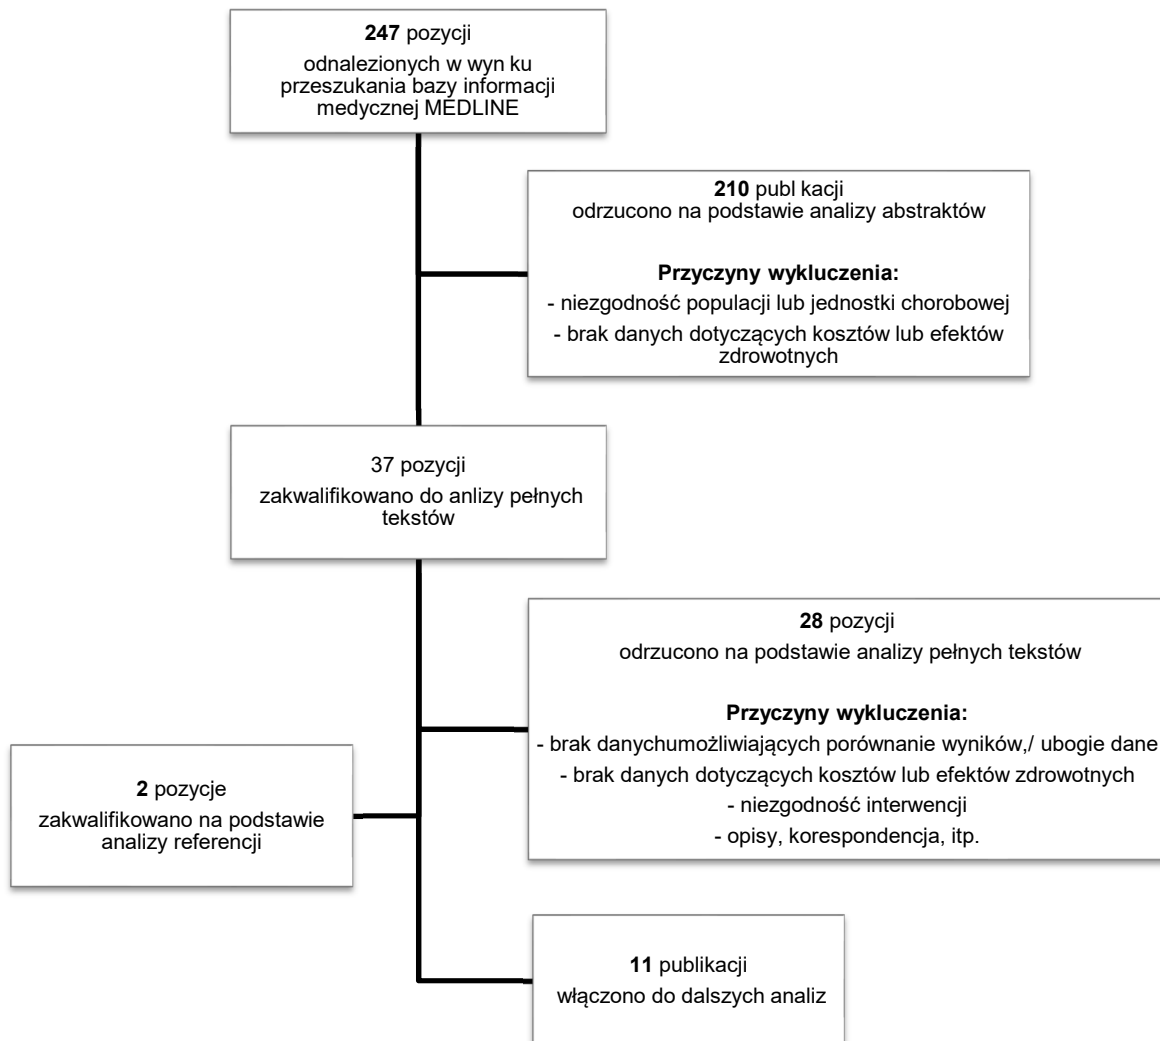 247 pozycji
odnalezionych w wyn ku
przeszukania bazy informacji
medycznej MEDLINE
210 publ kacji
odrzucono na podstawie analizy abstraktów
Przyczyny wykluczenia:
- niezgodność populacji lub jednostki chorobowej
- brak danych dotyczących kosztów lub efektów
zdrowotnych
37 pozycji
zakwalifikowano do anlizy pełnych
tekstów
28 pozycji
odrzucono na podstawie analizy pełnych tekstów
Przyczyny wykluczenia:
- brak danychumożliwiających porównanie wyników,/ ubogie dane
- brak danych dotyczących kosztów lub efektów zdrowotnych
- niezgodność interwencji
- opisy, korespondencja, itp.
2 pozycje
zakwalifikowano na podstawie
analizy referencji
11 publikacji
włączono do dalszych analiz